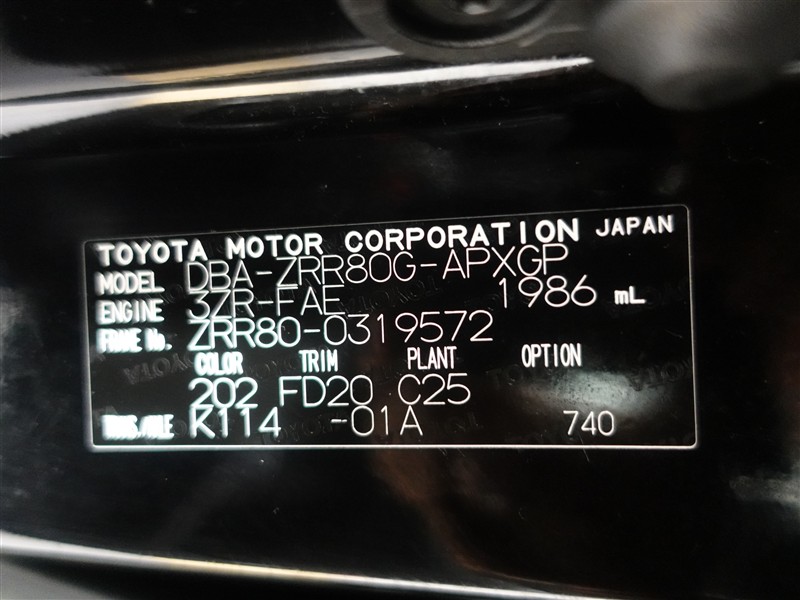 TOYOTA MOTOR CORPORATION JAPAN
MODEL DBA-ZRR80G-APXGP
ENGINE 3ZR-FAE 1986 mL
FRAME No. ZRR80-0319572
COLOR TRIM PLANT OPTION
202 FD20 C25
TRANS/AXLE K114 -01A 740